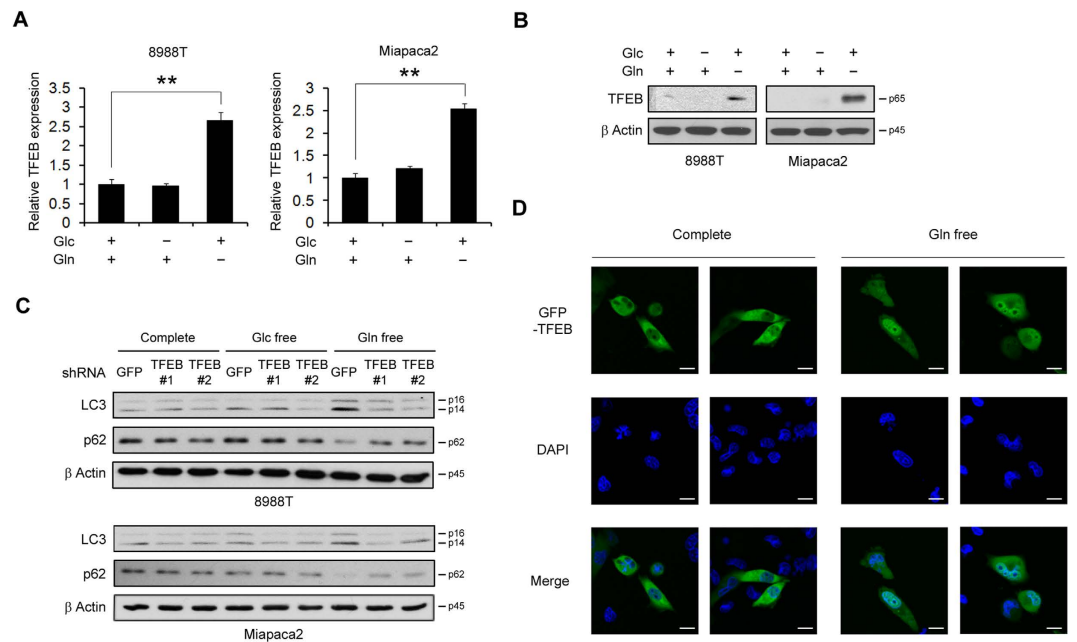 A
8988T
Relative TFEB expression
3.5
3
2.5
2
1.5
1
0.5
0
**
Glc + − +
Gln + + −
Miapaca2
Relative TFEB expression
3
2.5
2
1.5
1
0.5
0
**
Glc + − +
Gln + + −
B
Glc + − + + − +
Gln + + − + + −
TFEB p65
β Actin p45
8988T Miapaca2
C
Complete Glc free Gln free
shRNA GFP TFEB #1 TFEB #2 GFP TFEB #1 TFEB #2 GFP TFEB #1 TFEB #2
LC3 p16
p14
p62 p62
β Actin p45
8988T
LC3 p16
p14
p62 p62
β Actin p45
Miapaca2
D
Complete Gln free
GFP
-TFEB
DAPI
Merge